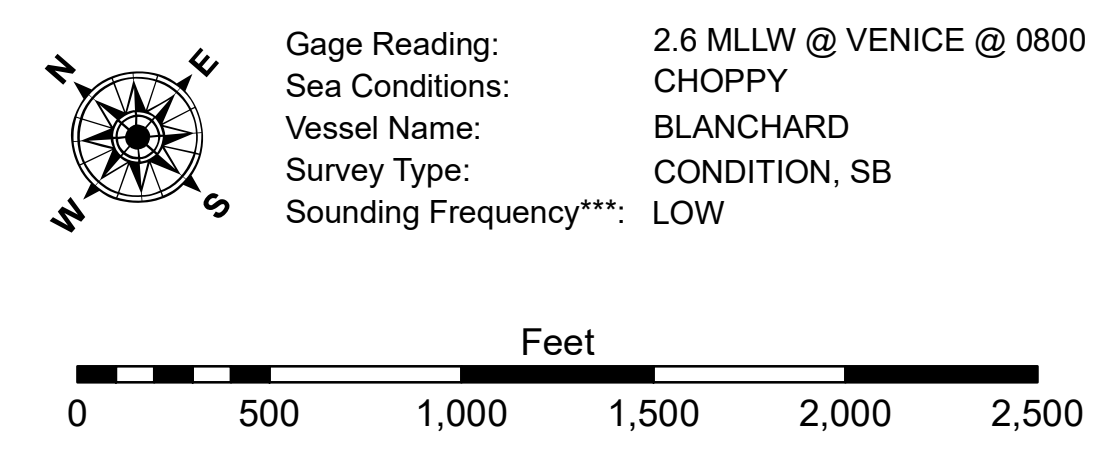 N
E
W
S
Gage Reading: 2.6 MLLW @ VENICE @ 0800
Sea Conditions: CHOPPY
Vessel Name: BLANCHARD
Survey Type: CONDITION, SB
Sounding Frequency***: LOW
Feet
0 500 1,000 1,500 2,000 2,500